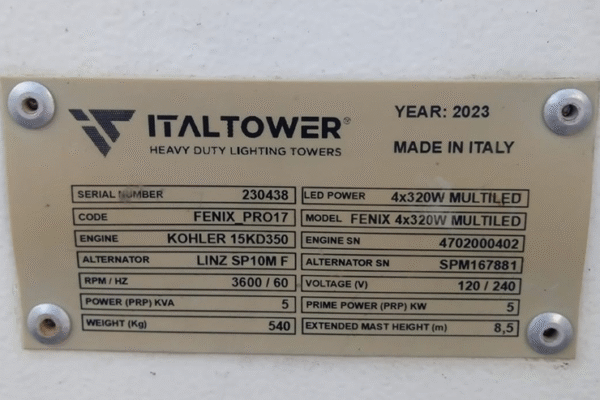 ITALTOWER®
HEAVY DUTY LIGHTING TOWERS
YEAR: 2023
MADE IN ITALY
SERIAL NUMBER 230438
LED POWER 4x320W MULTILED
CODE FENIX_PRO17
MODEL FENIX 4x320W MULTILED
ENGINE KOHLER 15KD350
ENGINE SN 4702000402
ALTERNATOR LINZ SP10M F
ALTERNATOR SN SPM167881
RPM / HZ 3600 / 60
VOLTAGE (V) 120 / 240
POWER (PRP) KVA 5
PRIME POWER (PRP) KW 5
WEIGHT (Kg) 540
EXTENDED MAST HEIGHT (m) 8,5